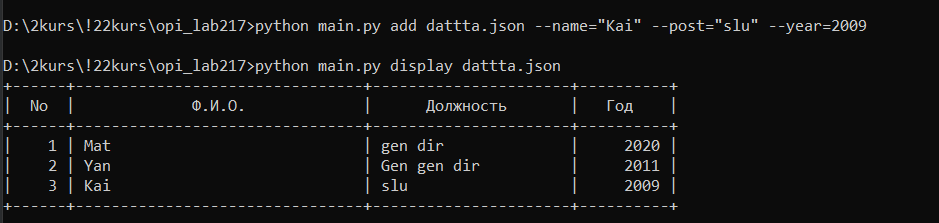 D:\2kurs\!22kurs\opi_lab217>python main.py add dattta.json --name="Kai" --post="slu" --year=2009
D:\2kurs\!22kurs\opi_lab217>python main.py display dattta.json
+------+--------------------------------+----------------------+----------+
|  No  |             Ф.И.О.             |      Должность       |   Год    |
+------+--------------------------------+----------------------+----------+
|    1 | Mat                            | gen dir              |     2020 |
|    2 | Yan                            | Gen gen dir          |     2011 |
|    3 | Kai                            | slu                  |     2009 |
+------+--------------------------------+----------------------+----------+